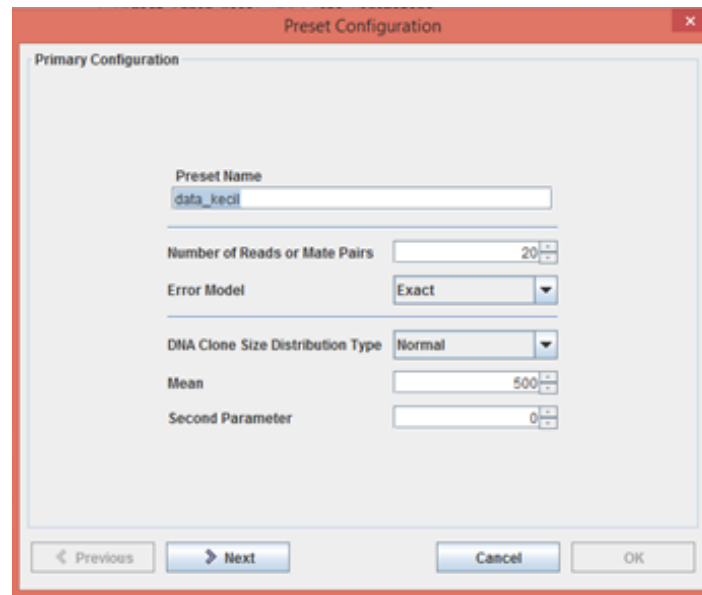 Preset Configuration
Primary Configuration
Preset Name
data_kecil
Number of Reads or Mate Pairs 20
Error Model Exact
DNA Clone Size Distribution Type Normal
Mean 500
Second Parameter 0
Previous Next Cancel OK